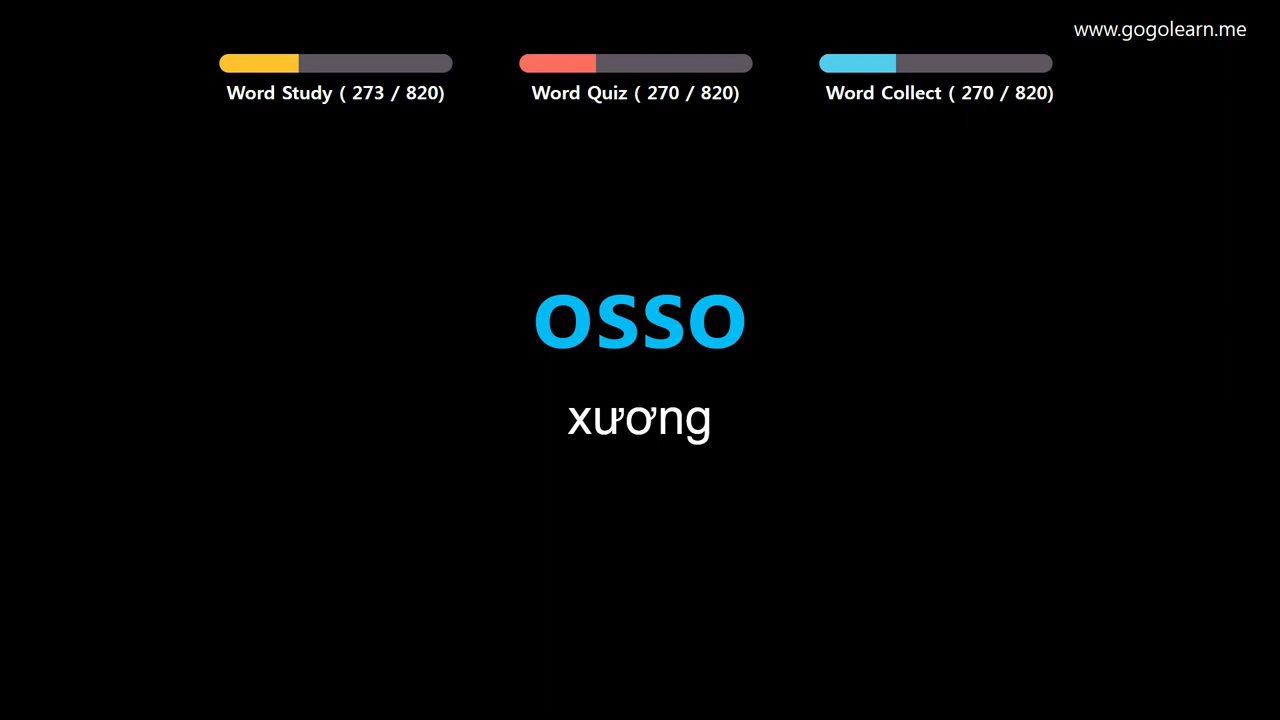 www.gogolearn.me
Word Study ( 273 / 820)
Word Quiz ( 270 / 820)
Word Collect ( 270 / 820)
osso
xương